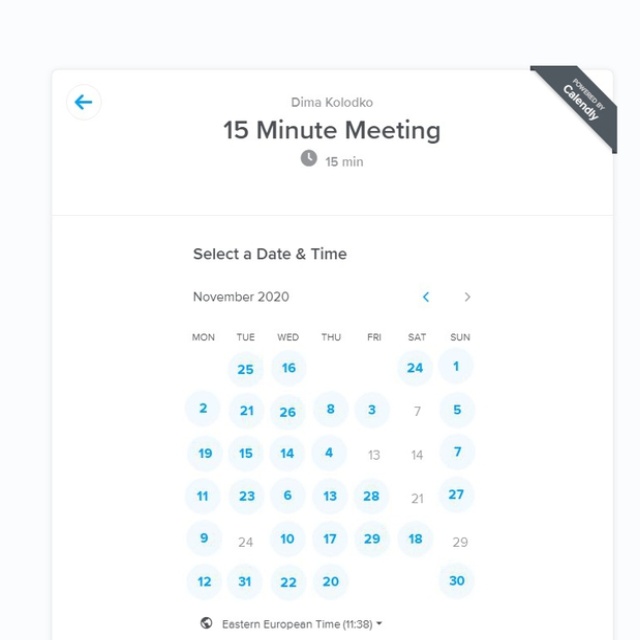 POWERED BY
Calendly
Dima Kolodko
15 Minute Meeting
15 min
Select a Date & Time
November 2020
MON TUE WED THU FRI SAT SUN
25 16 24 1
2 21 26 8 3 7 5
19 15 14 4 13 14 7
11 23 6 13 28 21 27
9 24 10 17 29 18 29
12 31 22 20 30
Eastern European Time (11:38)